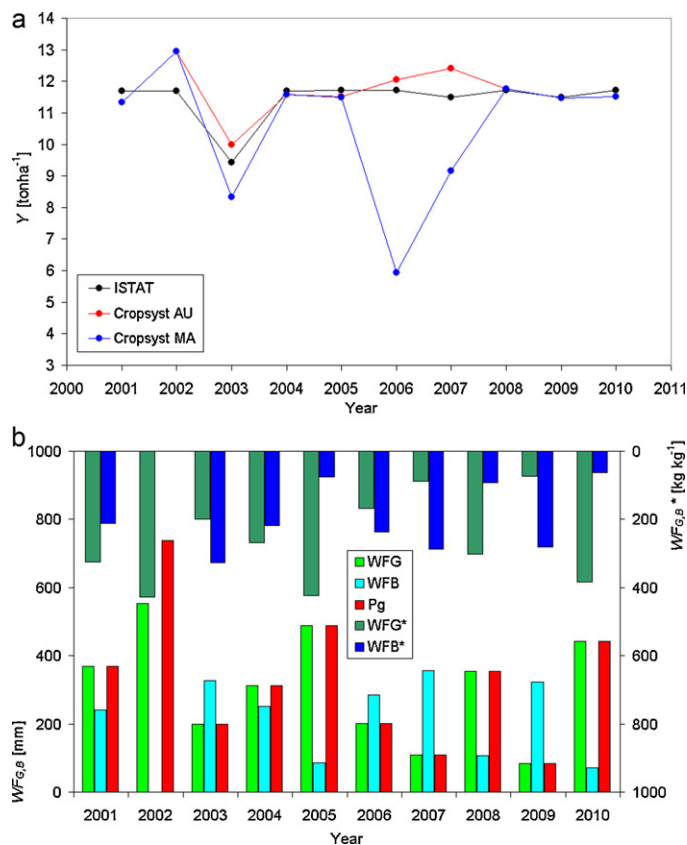 a
Y [tonha-1]
13
12
11
10
9
8
7
6
5
4
3
ISTAT
Cropsyst AU
Cropsyst MA
2000 2001 2002 2003 2004 2005 2006 2007 2008 2009 2010 2011
Year
b
WFG,B [mm]
WFG,B * [kg kg-1]
1000 0
800 200
600 400
400 600
200 800
0 1000
WFG
WFB
Pg
WFG*
WFB*
2001 2002 2003 2004 2005 2006 2007 2008 2009 2010
Year